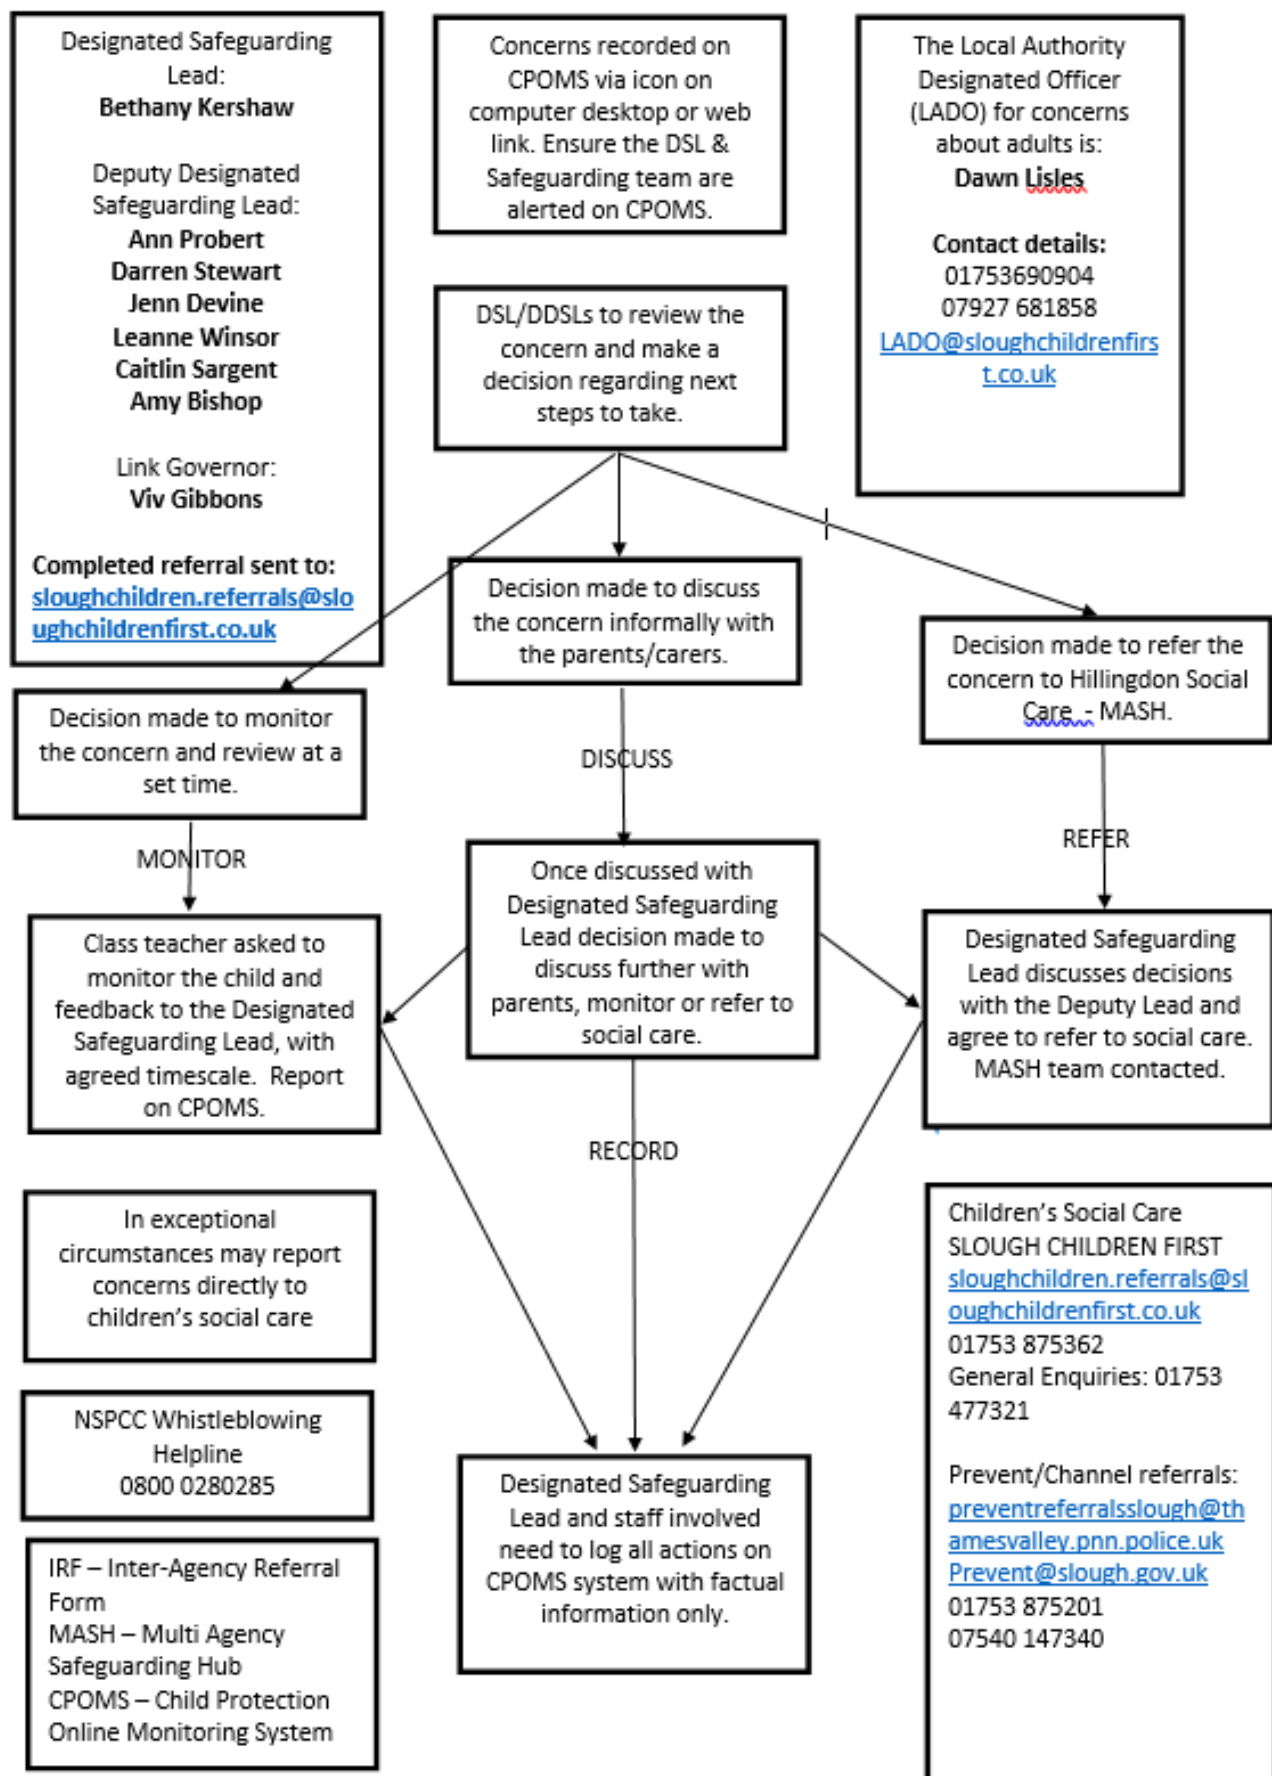 Designated Safeguarding
Lead:
Bethany Kershaw
Deputy Designated
Safeguarding Lead:
Ann Probert
Darren Stewart
Jenn Devine
Leanne Winsor
Caitlin Sargent
Amy Bishop
Link Governor:
Viv Gibbons
Completed referral sent to:
sloughchildren.referrals@slo
ughchildrenfirst.co.uk
Concerns recorded on
CPOMS via icon on
computer desktop or web
link. Ensure the DSL &
Safeguarding team are
alerted on CPOMS.
The Local Authority
Designated Officer
(LADO) for concerns
about adults is:
Dawn Lisles
Contact details:
01753690904
07927 681858
LADO@sloughchildrenfirs
t.co.uk
DSL/DDSLs to review the
concern and make a
decision regarding next
steps to take.
Decision made to monitor
the concern and review at a
set time.
Decision made to discuss
the concern informally with
the parents/carers.
Decision made to refer the
concern to Hillingdon Social
Care - MASH.
MONITOR
DISCUSS
REFER
Class teacher asked to
monitor the child and
feedback to the Designated
Safeguarding Lead, with
agreed timescale. Report
on CPOMS.
Once discussed with
Designated Safeguarding
Lead decision made to
discuss further with
parents, monitor or refer to
social care.
Designated Safeguarding
Lead discusses decisions
with the Deputy Lead and
agree to refer to social care.
MASH team contacted.
RECORD
In exceptional
circumstances may report
concerns directly to
children's social care
NSPCC Whistleblowing
Helpline
0800 0280285
IRF – Inter-Agency Referral
Form
MASH – Multi Agency
Safeguarding Hub
CPOMS – Child Protection
Online Monitoring System
Designated Safeguarding
Lead and staff involved
need to log all actions on
CPOMS system with factual
information only.
Children's Social Care
SLOUGH CHILDREN FIRST
sloughchildren.referrals@sl
oughchildrenfirst.co.uk
01753 875362
General Enquiries: 01753
477321
Prevent/Channel referrals:
preventreferralsslough@th
amesvalley.pnn.police.uk
Prevent@slough.gov.uk
01753 875201
07540 147340